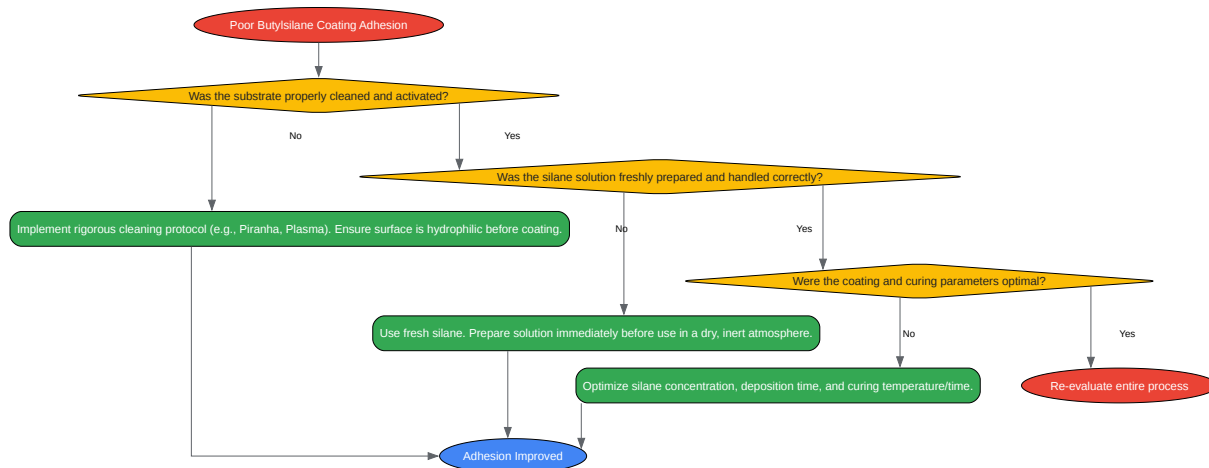 Poor Butylsilane Coating Adhesion
Was the substrate properly cleaned and activated?
No
Yes
Was the silane solution freshly prepared and handled correctly?
Implement rigorous cleaning protocol (e.g., Piranha, Plasma). Ensure surface is hydrophilic before coating.
No
Yes
Were the coating and curing parameters optimal?
Use fresh silane. Prepare solution immediately before use in a dry, inert atmosphere.
No
Yes
Optimize silane concentration, deposition time, and curing temperature/time.
Re-evaluate entire process
Adhesion Improved